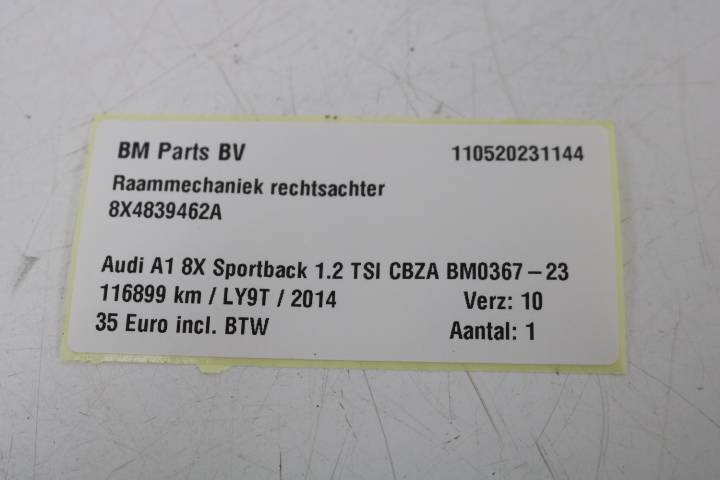 BM Parts BV 110520231144
Raammechaniek rechtsachter
8X4839462A
Audi A1 8X Sportback 1.2 TSI CBZA BM0367-23
116899 km / LY9T / 2014 Verz: 10
35 Euro incl. BTW Aantal: 1